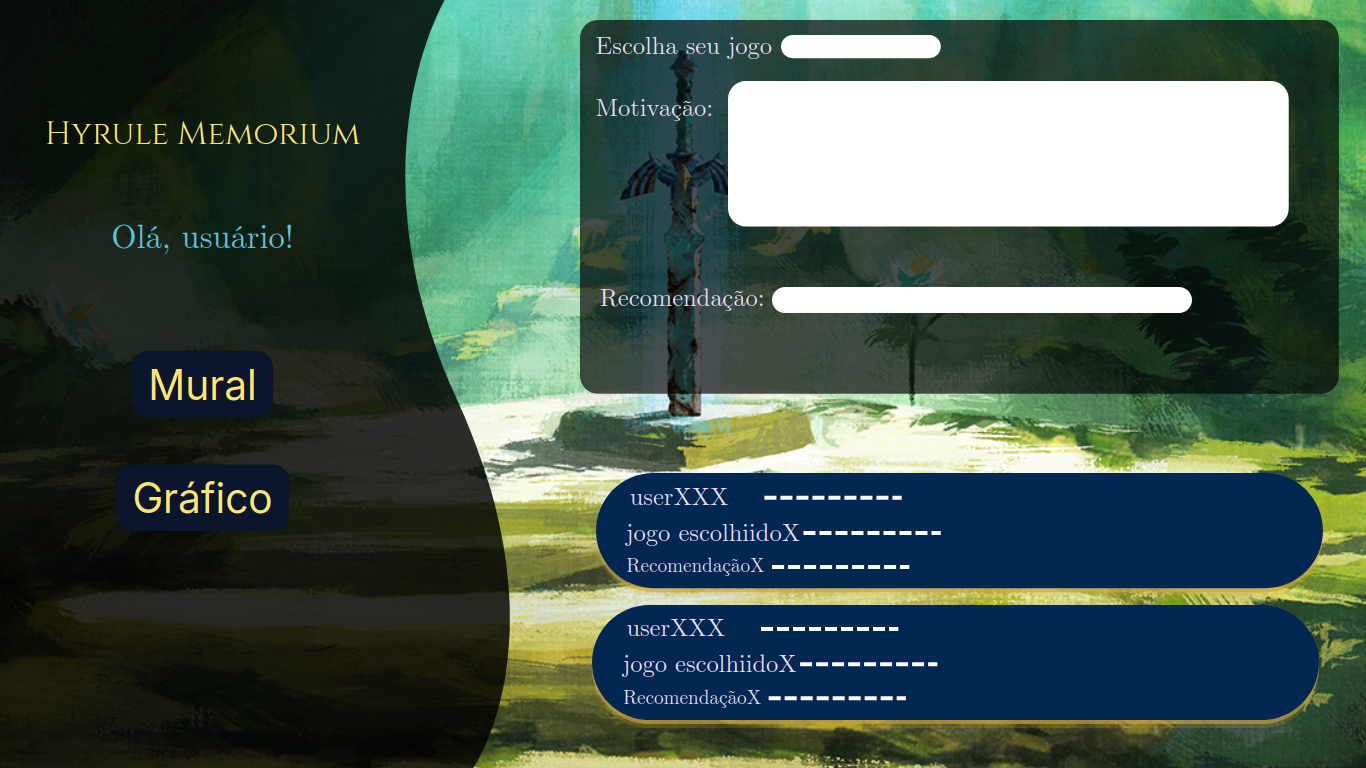 Hyrule Memorium
Olá, usuário!
Mural
Gráfico
Escolha seu jogo
Motivação:
Recomendação:
userXXX ---------
jogo escolhiidoX----------
RecomendaçãoX ----------
userXXX ----------
jogo escolhiidoX----------
RecomendaçãoX ----------